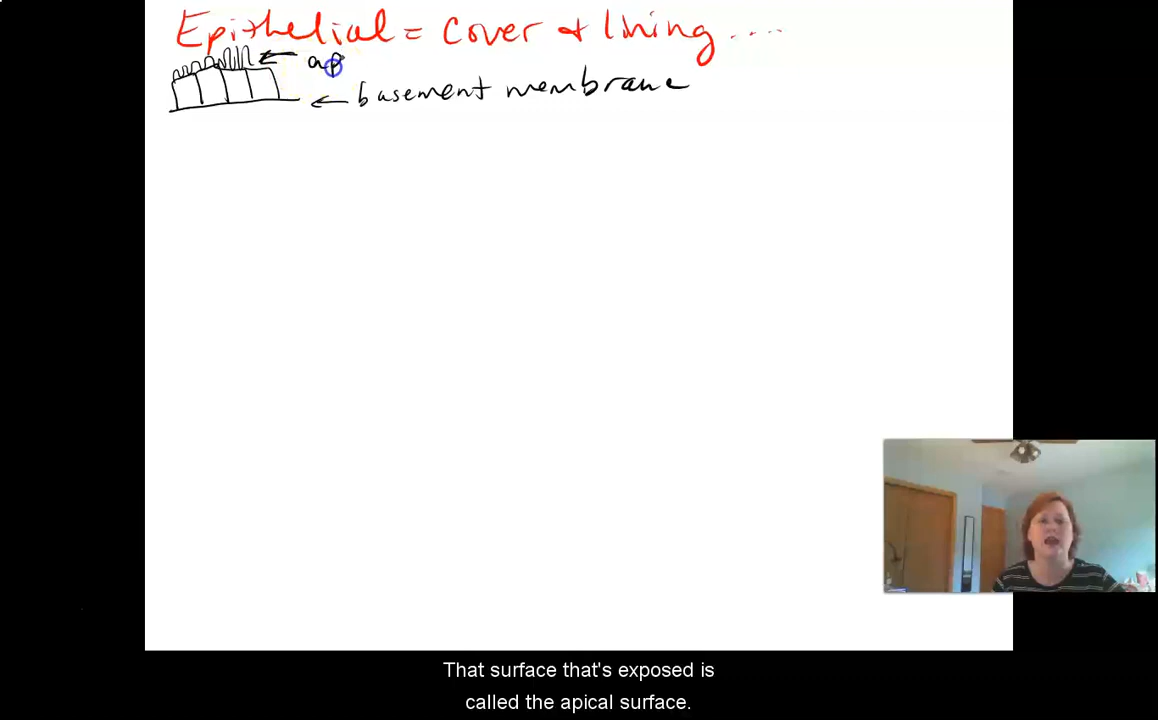 Epithelial = Cover & lining ....
← ap
← basement membrane
That surface that's exposed is
called the apical surface.